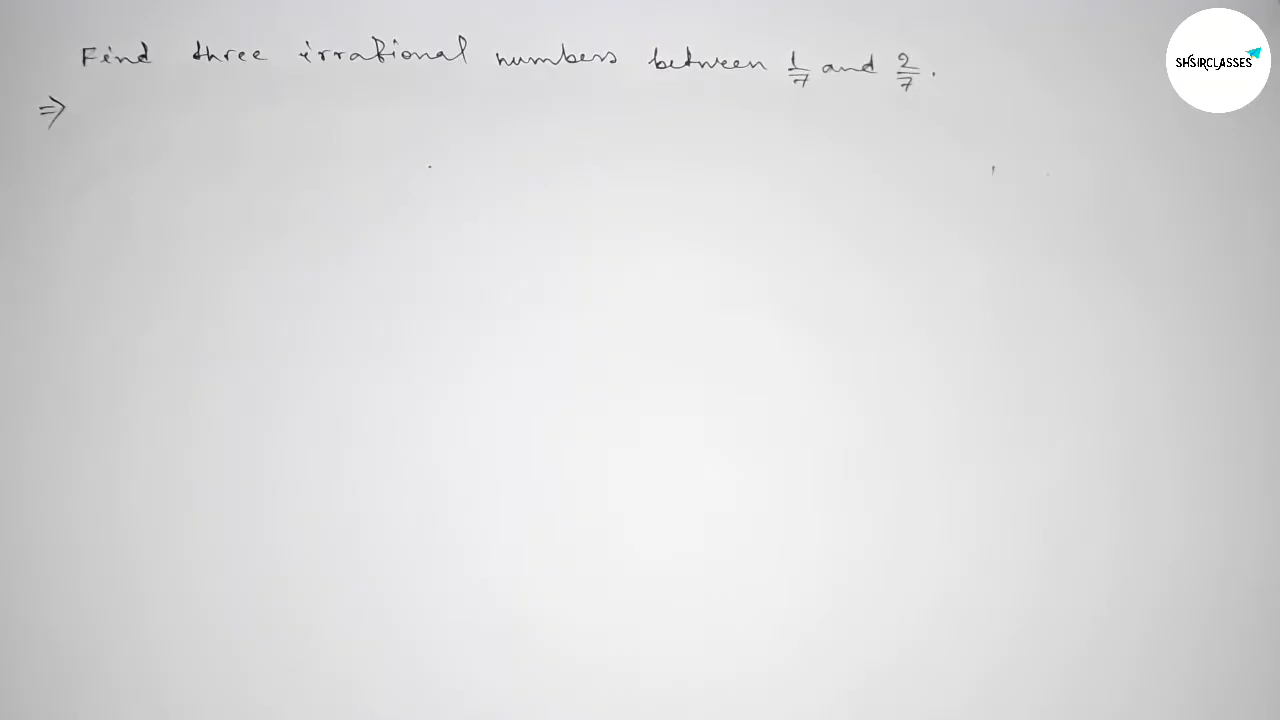 Find three irrational numbers between 1/7 and 2/7.
⇒
SHSIRCLASSES